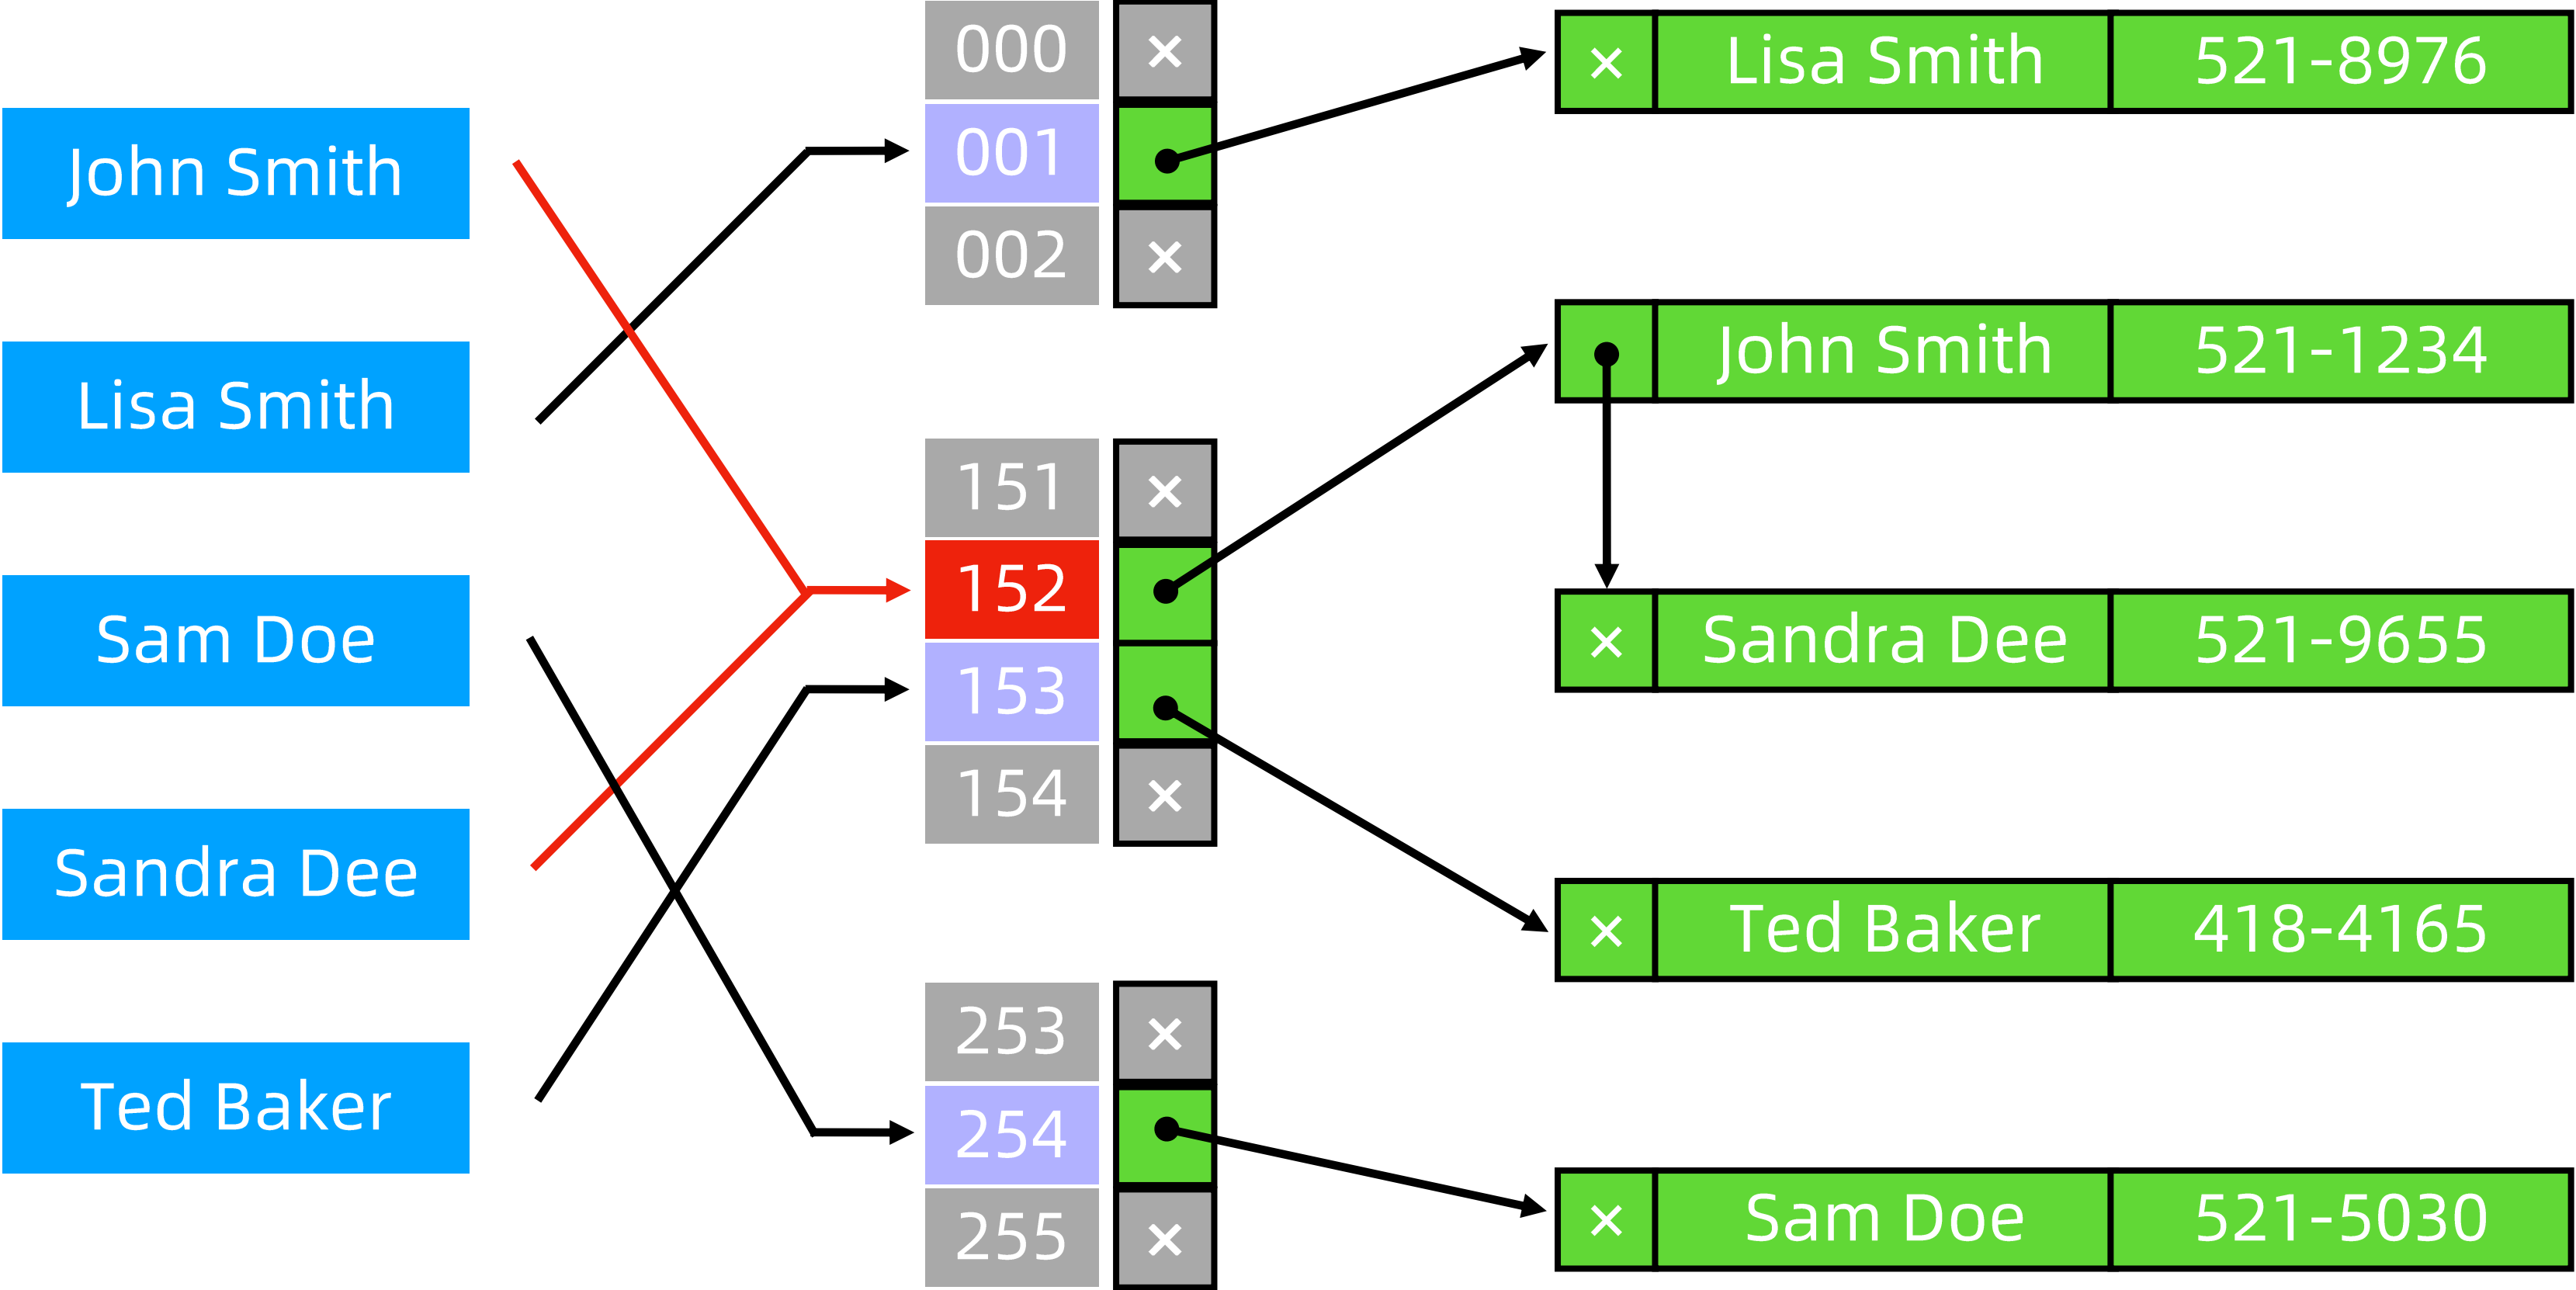 John Smith
Lisa Smith
Sam Doe
Sandra Dee
Ted Baker
000 ×
001
002 ×
151 ×
152
153
154 ×
253 ×
254
255 ×
× Lisa Smith 521-8976
John Smith 521-1234
× Sandra Dee 521-9655
× Ted Baker 418-4165
× Sam Doe 521-5030